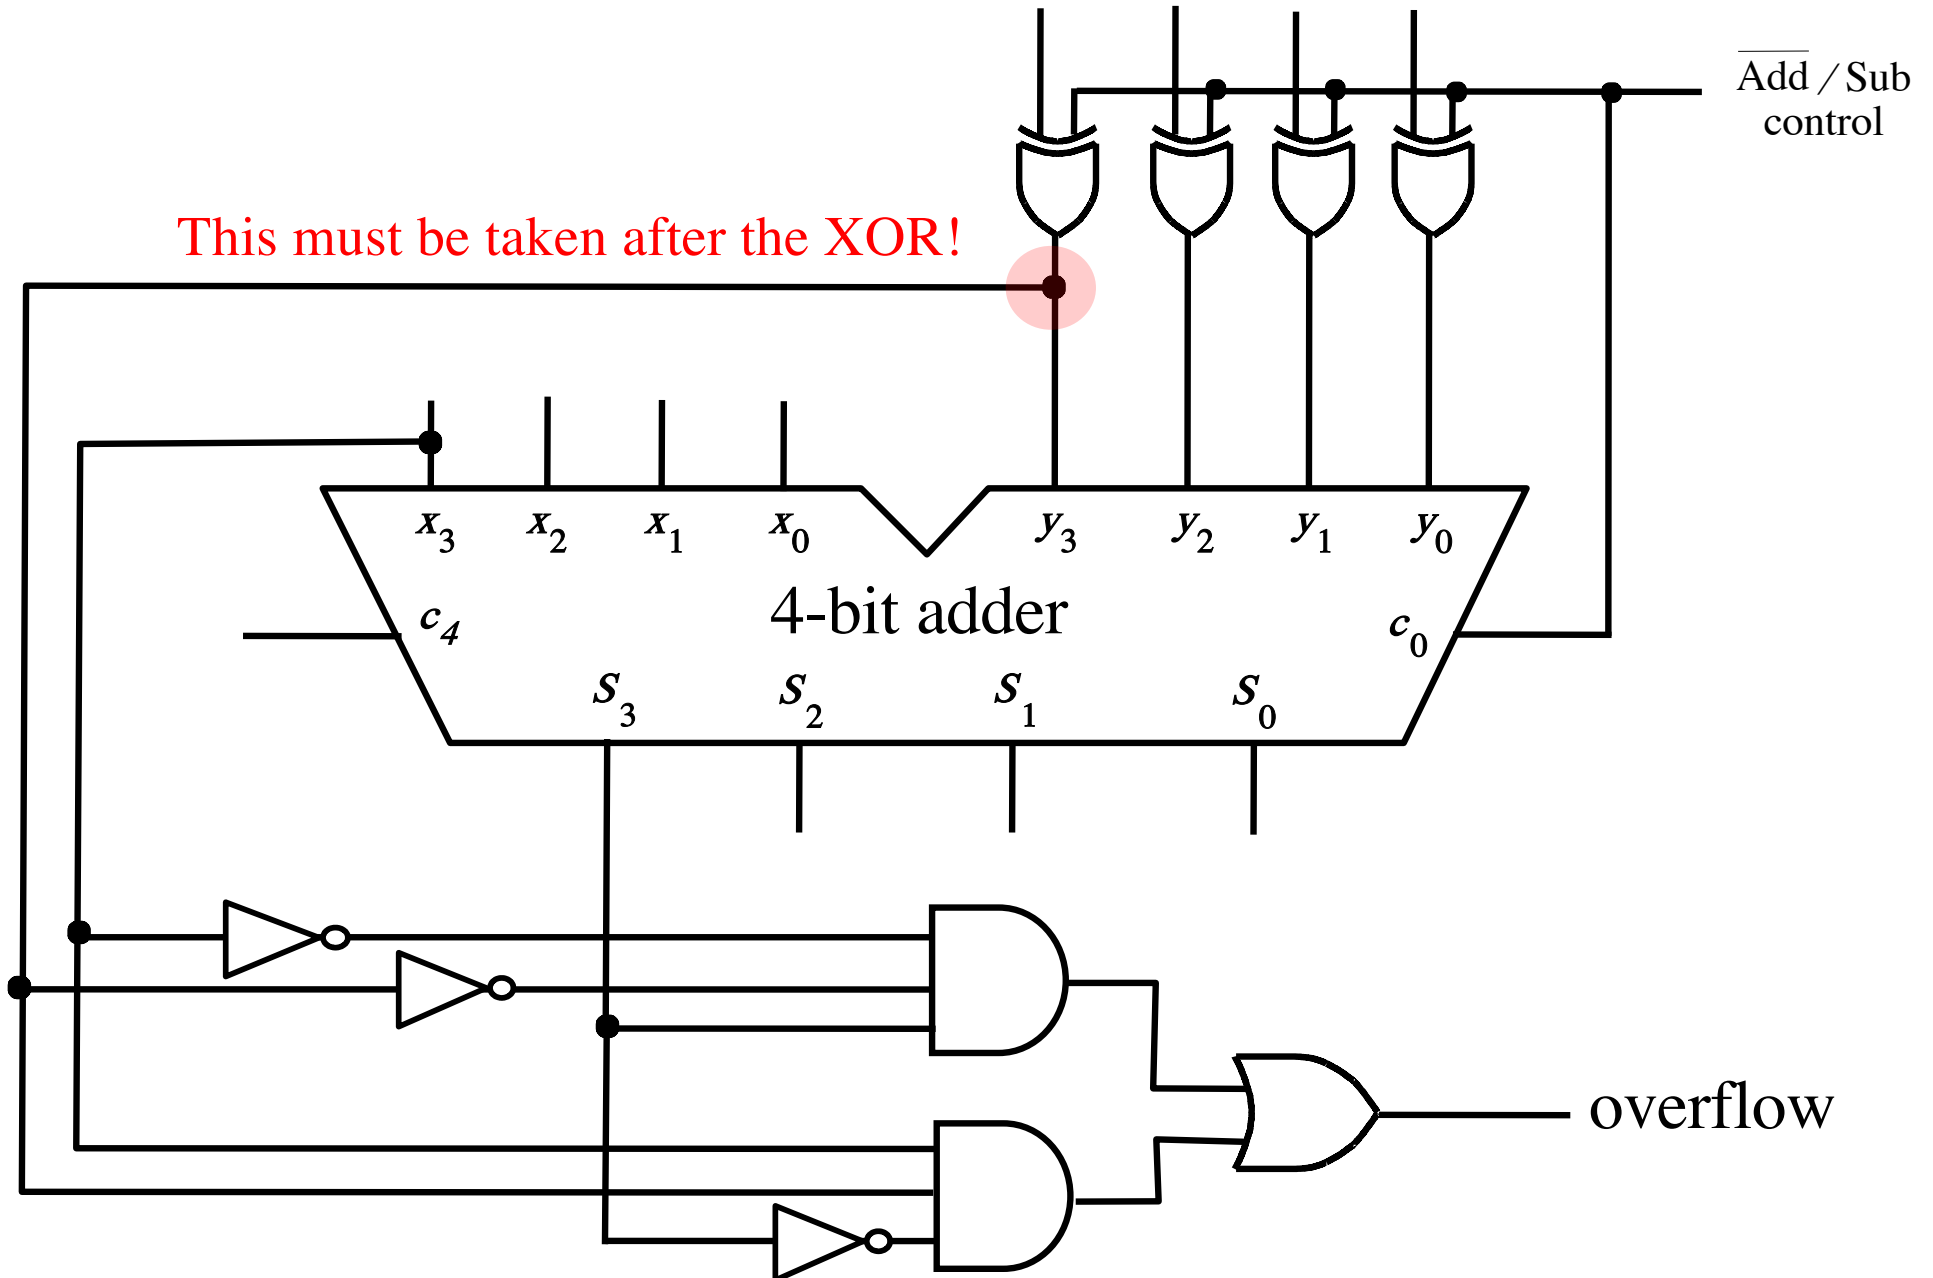 Add / Sub
control
This must be taken after the XOR!
x3 x2 x1 x0 y3 y2 y1 y0
4-bit adder
c4 c0
s3 s2 s1 s0
overflow